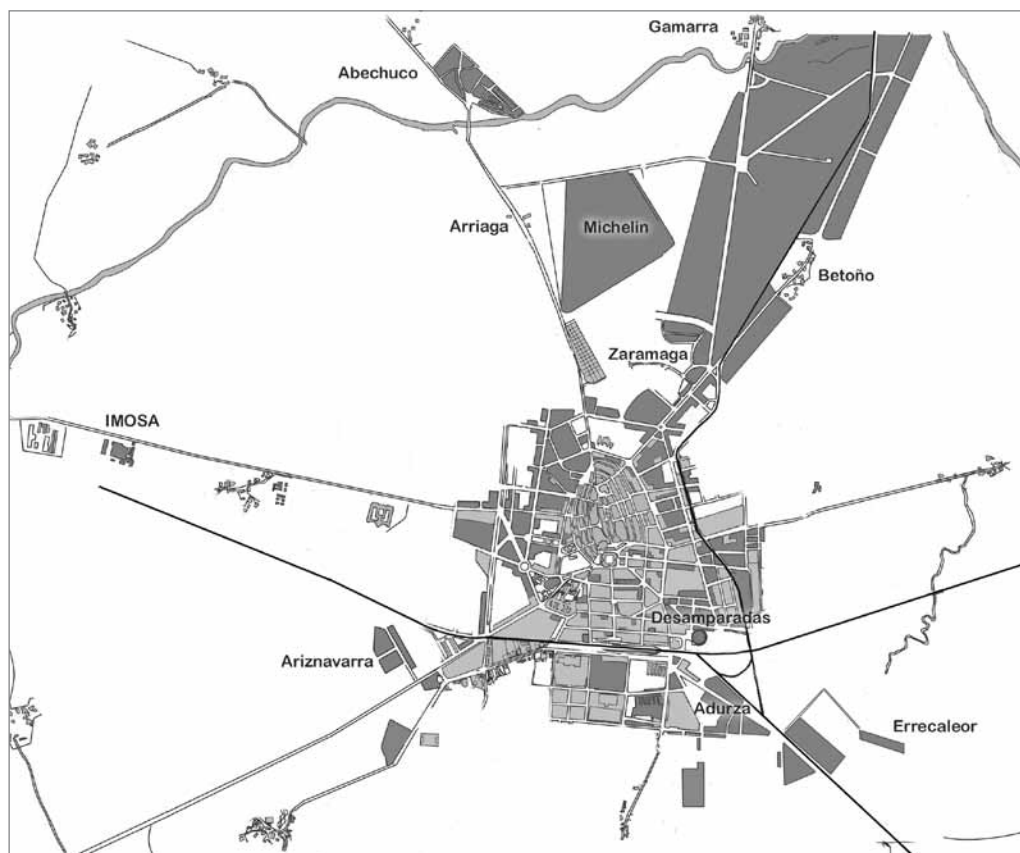 Gamarra
Abechuco
Arriaga
Michelin
Betoño
Zaramaga
IMOSA
Desamparadas
Ariznavarra
Adurza
Errecaleor